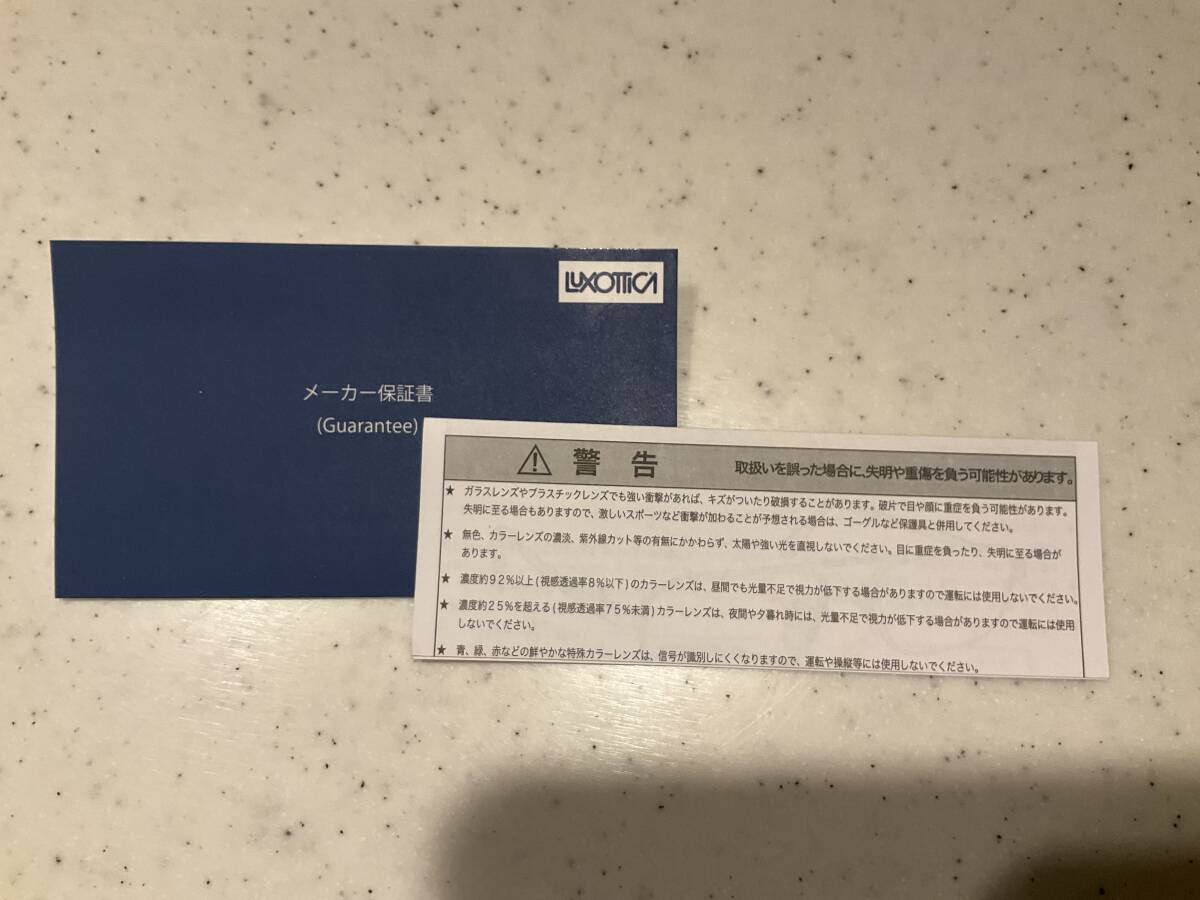 LUXOTTICA
メーカー保証書
(Guarantee)
警告 取扱いを誤った場合に、失明や重傷を負う可能性があります。
★ ガラスレンズやプラスチックレンズでも強い衝撃があれば、キズがついたり破損することがあります。破片で目や顔に重症を負う可能性があります。
失明に至る場合もありますので、激しいスポーツなど衝撃が加わることが予想される場合は、ゴーグルなど保護具と併用してください。
★ 無色、カラーレンズの濃淡、紫外線カット等の有無にかかわらず、太陽や強い光を直視しないでください。目に重症を負ったり、失明に至る場合が
あります。
★ 濃度約92%以上(視感透過率8%以下)のカラーレンズは、昼間でも光量不足で視力が低下する場合がありますので運転には使用しないでください。
★ 濃度約25%を超える(視感透過率75%未満)カラーレンズは、夜間や夕暮れ時には、光量不足で視力が低下する場合がありますので運転には使用
しないでください。
★ 青、緑、赤などの鮮やかな特殊カラーレンズは、信号が識別しにくくなりますので、運転や操縦等には使用しないでください。